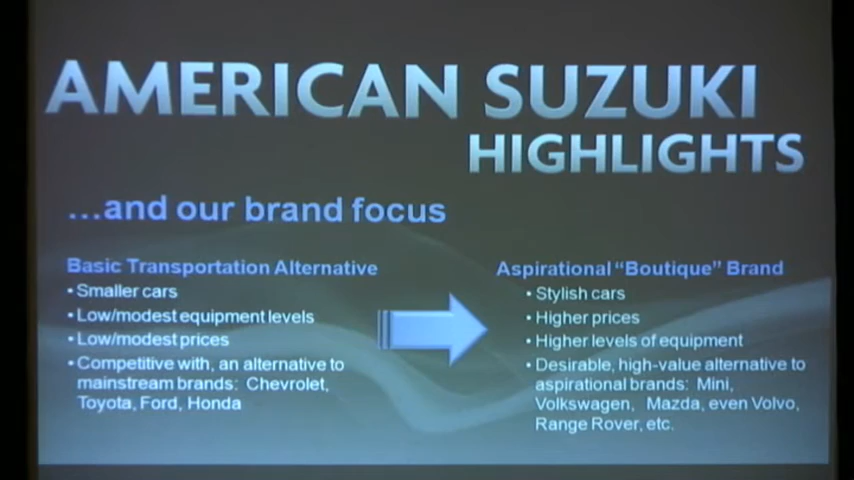 AMERICAN SUZUKI
HIGHLIGHTS
...and our brand focus
Basic Transportation Alternative
• Smaller cars
• Low/modest equipment levels
• Low/modest prices
• Competitive with, an alternative to
mainstream brands: Chevrolet,
Toyota, Ford, Honda
Aspirational “Boutique” Brand
• Stylish cars
• Higher prices
• Higher levels of equipment
• Desirable, high-value alternative to
aspirational brands: Mini,
Volkswagen, Mazda, even Volvo,
Range Rover, etc.